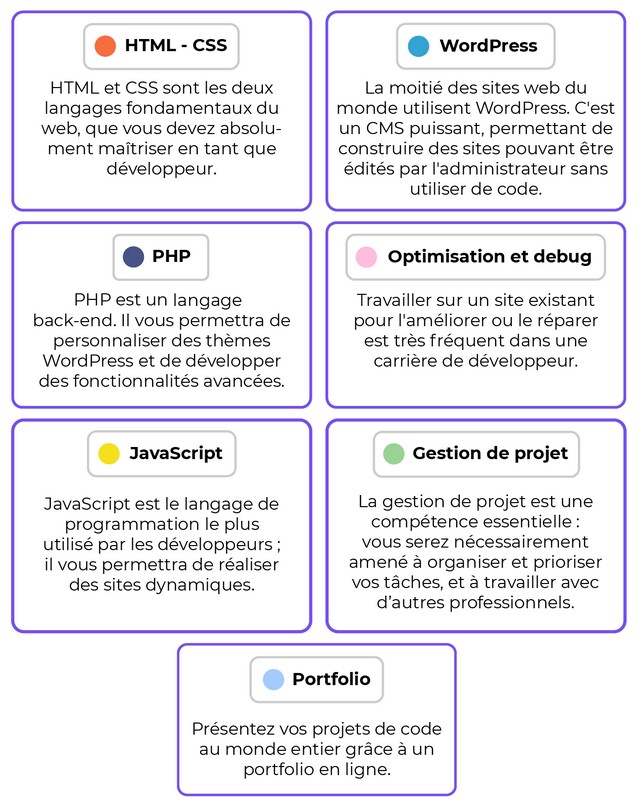 HTML - CSS
HTML et CSS sont les deux
langages fondamentaux du
web, que vous devez absolu-
ment maîtriser en tant que
développeur.
WordPress
La moitié des sites web du
monde utilisent WordPress. C'est
un CMS puissant, permettant de
construire des sites pouvant être
édités par l'administrateur sans
utiliser de code.
PHP
PHP est un langage
back-end. Il vous permettra de
personnaliser des thèmes
WordPress et de développer
des fonctionnalités avancées.
Optimisation et debug
Travailler sur un site existant
pour l'améliorer ou le réparer
est très fréquent dans une
carrière de développeur.
JavaScript
JavaScript est le langage de
programmation le plus
utilisé par les développeurs ;
il vous permettra de réaliser
des sites dynamiques.
Gestion de projet
La gestion de projet est une
compétence essentielle :
vous serez nécessairement
amené à organiser et prioriser
vos tâches, et à travailler avec
d’autres professionnels.
Portfolio
Présentez vos projets de code
au monde entier grâce à un
portfolio en ligne.